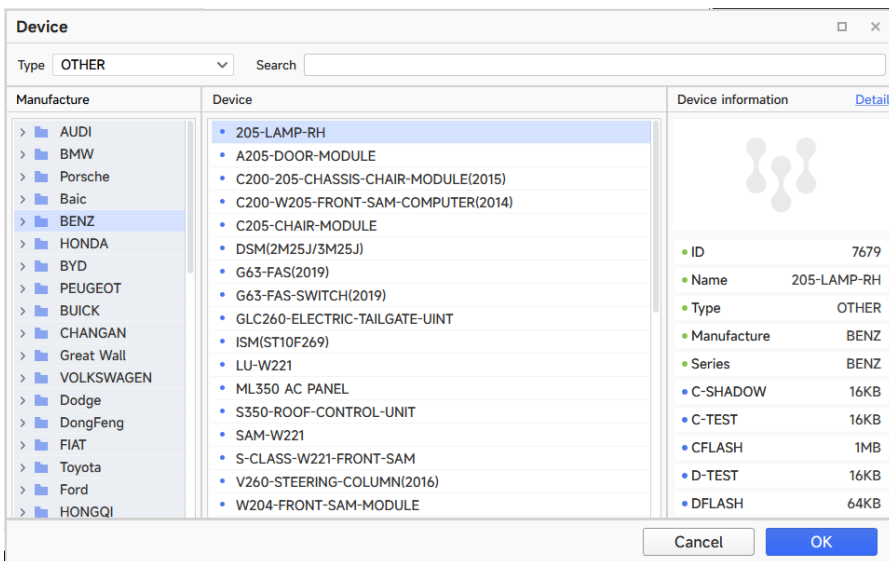 Device
Type OTHER Search
Manufacture
AUDI
BMW
Porsche
Baic
BENZ
HONDA
BYD
PEUGEOT
BUICK
CHANGAN
Great Wall
VOLKSWAGEN
Dodge
DongFeng
FIAT
Toyota
Ford
HONGQI
Device
205-LAMP-RH
A205-DOOR-MODULE
C200-205-CHASSIS-CHAIR-MODULE(2015)
C200-W205-FRONT-SAM-COMPUTER(2014)
C205-CHAIR-MODULE
DSM(2M25J/3M25J)
G63-FAS(2019)
G63-FAS-SWITCH(2019)
GLC260-ELECTRIC-TAILGATE-UINT
ISM(ST10F269)
LU-W221
ML350 AC PANEL
S350-ROOF-CONTROL-UNIT
SAM-W221
S-CLASS-W221-FRONT-SAM
V260-STEERING-COLUMN(2016)
W204-FRONT-SAM-MODULE
Device information Detail
ID 7679
Name 205-LAMP-RH
Type OTHER
Manufacture BENZ
Series BENZ
C-SHADOW 16KB
C-TEST 16KB
CFLASH 1MB
D-TEST 16KB
DFLASH 64KB
Cancel OK